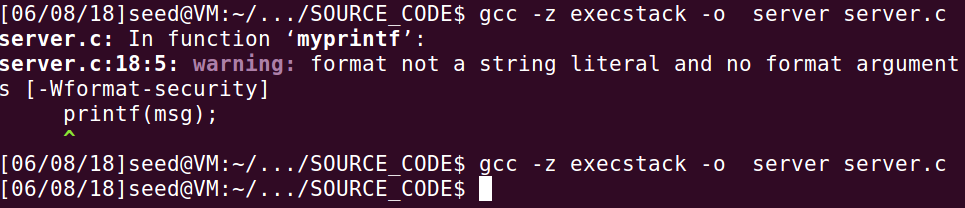 [06/08/18]seed@VM:~/.../SOURCE_CODE$ gcc -z execstack -o  server server.c
server.c: In function ‘myprintf’:
server.c:18:5: warning: format not a string literal and no format argument
s [-Wformat-security]
     printf(msg);
     ^
[06/08/18]seed@VM:~/.../SOURCE_CODE$ gcc -z execstack -o  server server.c
[06/08/18]seed@VM:~/.../SOURCE_CODE$